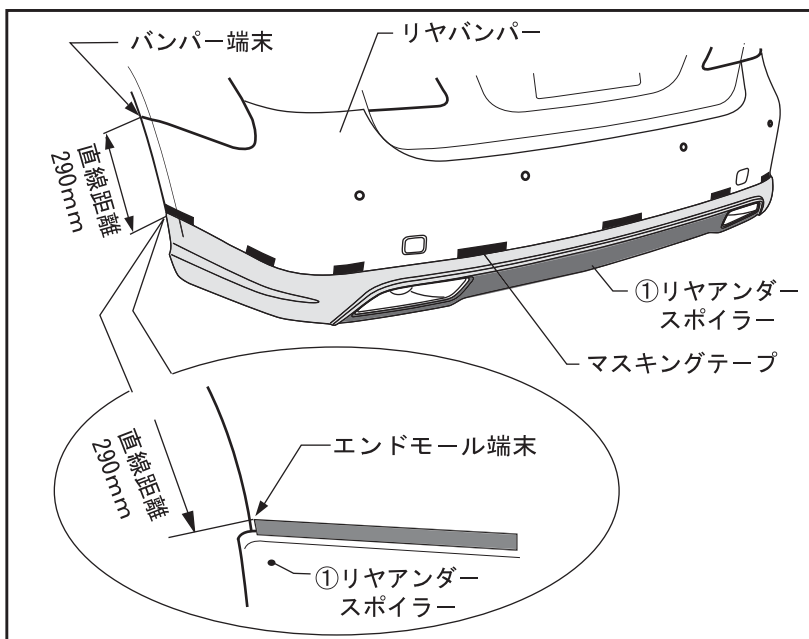 バンパー端末
リヤバンパー
直線距離
290mm
①リヤアンダー
スポイラー
マスキングテープ
直線距離
290mm
エンドモール端末
①リヤアンダー
スポイラー